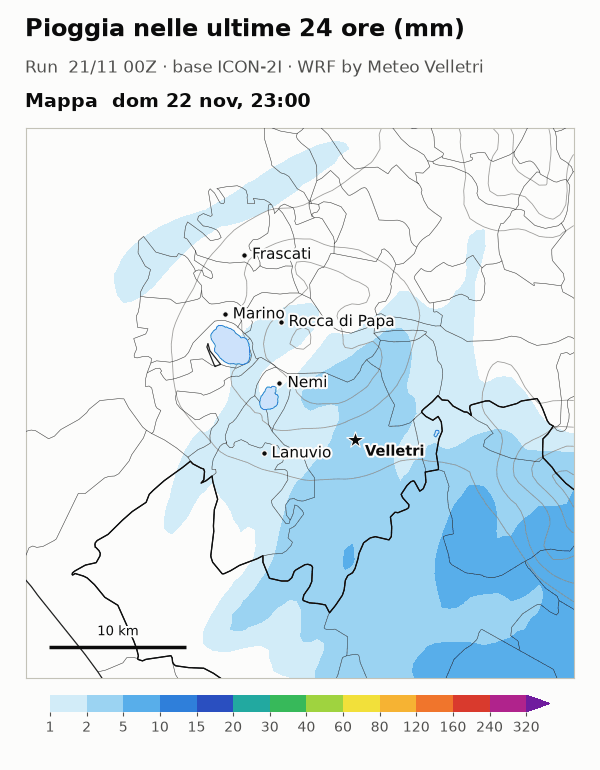 Pioggia nelle ultime 24 ore (mm)
Run 21/11 00Z · base ICON-2I · WRF by Meteo Velletri
Mappa dom 22 nov, 23:00
Frascati
Marino
Rocca di Papa
Nemi
Velletri
Lanuvio
10 km
1 2 5 10 15 20 30 40 60 80 120 160 240 320